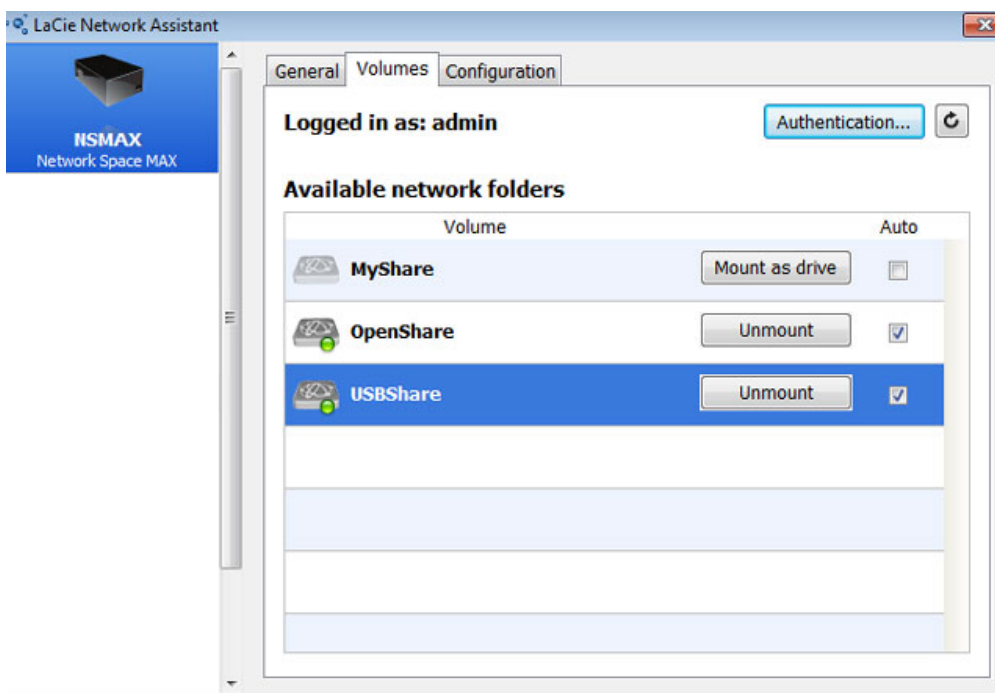 LaCie Network Assistant
NSMAX
Network Space MAX
General Volumes Configuration
Logged in as: admin Authentication...
Available network folders
Volume Auto
MyShare Mount as drive
OpenShare Unmount
USBShare Unmount